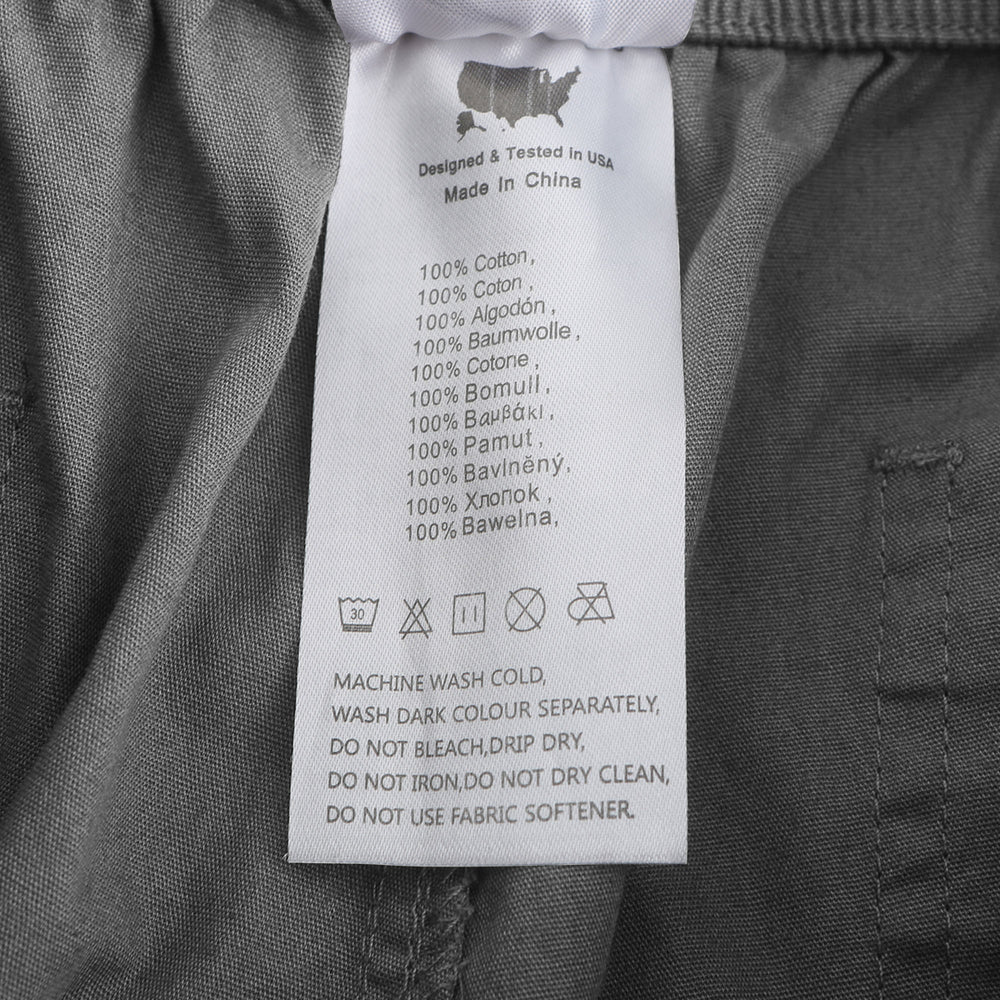 Designed & Tested in USA
Made In China
100% Cotton,
100% Coton,
100% Algodón,
100% Baumwolle,
100% Cotone,
100% Bomull,
100% Βαμβάκι,
100% Pamut,
100% Bavlněný,
100% Хлопок,
100% Bawelna,
30
MACHINE WASH COLD,
WASH DARK COLOUR SEPARATELY,
DO NOT BLEACH,DRIP DRY,
DO NOT IRON,DO NOT DRY CLEAN,
DO NOT USE FABRIC SOFTENER.